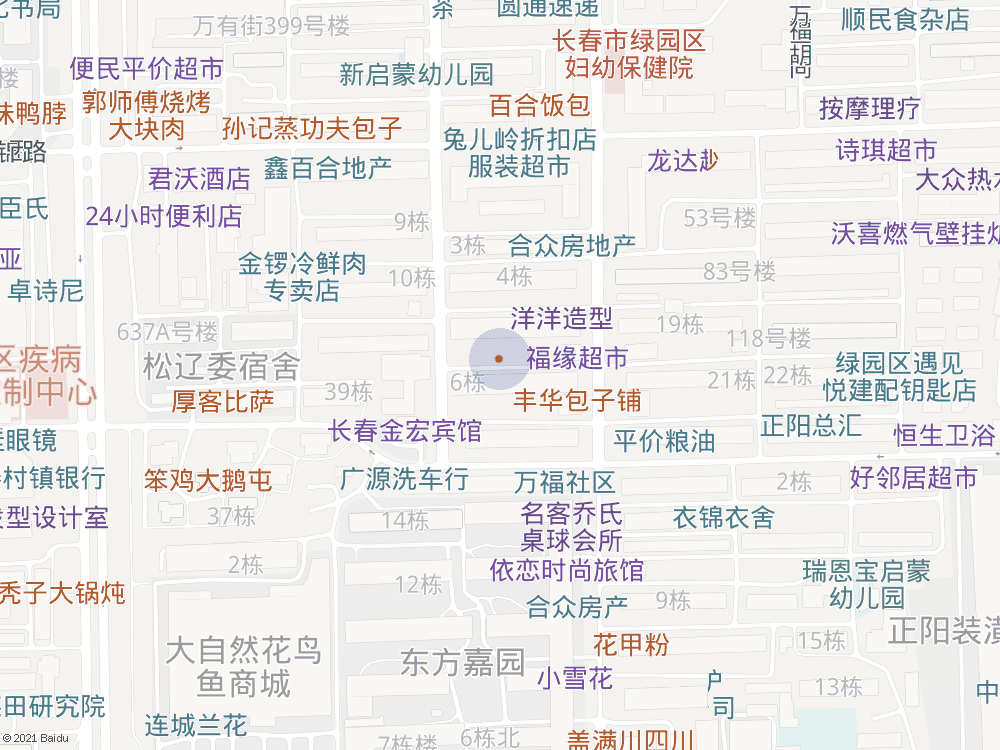 北书局
茶
圆通速递
万福胡同
顺民食杂店
万有街399号楼
长春市绿园区
妇幼保健院
便民平价超市
新启蒙幼儿园
楼
郭师傅烧烤
大块肉
味鸭脖
百合饭包
按摩理疗
孙记蒸功夫包子
兔儿岭折扣店
服装超市
诗琪超市
路
龙达超
鑫百合地产
君沃酒店
大众热水
臣氏
24小时便利店
9栋
53号楼
沃喜燃气壁挂炉
3栋
合众房地产
亚
金锣冷鲜肉
专卖店
10栋
4栋
83号楼
卓诗尼
637A号楼
洋洋造型
19栋
118号楼
区疾病
控制中心
松辽委宿舍
福缘超市
绿园区遇见
悦建配钥匙店
39栋
6栋
21栋
22栋
厚客比萨
丰华包子铺
长春金宏宾馆
平价粮油
正阳总汇
恒生卫浴
眼镜
村镇银行
笨鸡大鹅屯
广源洗车行
万福社区
2栋
好邻居超市
发型设计室
37栋
14栋
名客乔氏
桌球会所
衣锦衣舍
2栋
12栋
依恋时尚旅馆
瑞恩宝启蒙
幼儿园
秃子大锅炖
合众房产
9栋
大自然花鸟
鱼商城
东方嘉园
花甲粉
15栋
正阳装潢
小雪花
13栋
司
田研究院
连城兰花
中
7栋楼
6栋北
盖满川四川
© 2021 Baidu